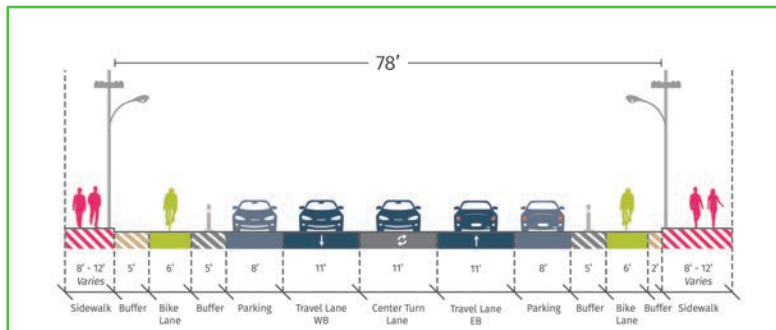 78'
8' - 12' 5' 6' 5' 8' 11' 11' 11' 8' 5' 6' 2' 8' - 12'
Varies Varies
Sidewalk Buffer Bike Buffer Parking Travel Lane Center Turn Travel Lane Parking Buffer Bike Buffer Sidewalk
Lane WB Lane EB Lane